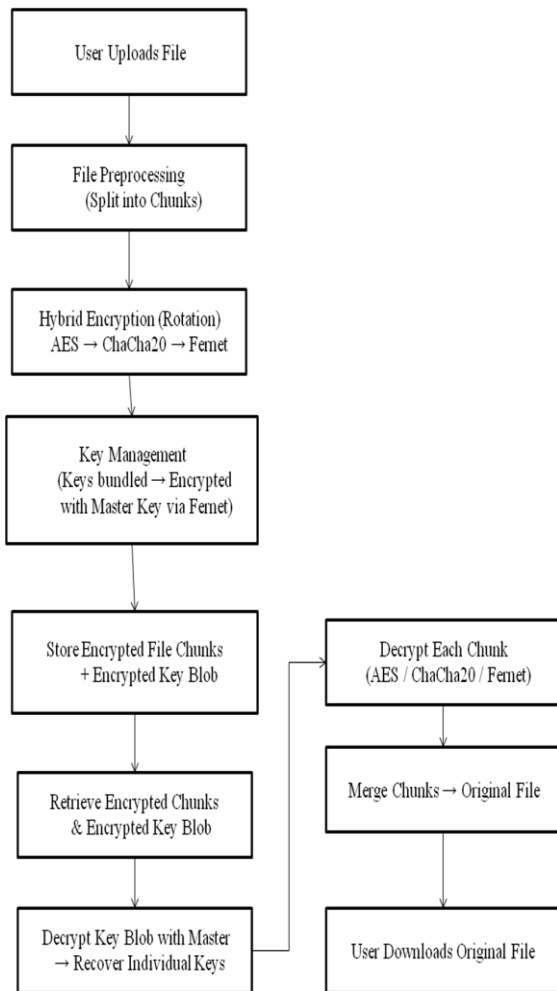 User Uploads File
File Preprocessing
(Split into Chunks)
Hybrid Encryption (Rotation)
AES → ChaCha20 → Fernet
Key Management
(Keys bundled → Encrypted
with Master Key via Fernet)
Store Encrypted File Chunks
+ Encrypted Key Blob
Retrieve Encrypted Chunks
& Encrypted Key Blob
Decrypt Key Blob with Master
→ Recover Individual Keys
Decrypt Each Chunk
(AES / ChaCha20 / Fernet)
Merge Chunks → Original File
User Downloads Original File